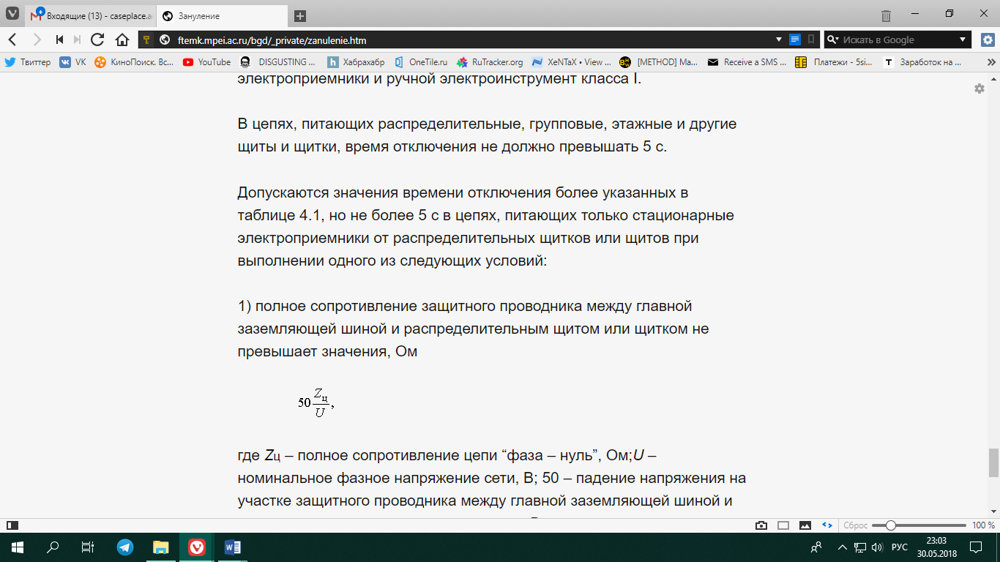 Входящие (13) - caseplace.a
Зануление
ftemk.mpei.ac.ru/bgd/_private/zanulenie.htm
Искать в Google
Твиттер
VK
КиноПоиск. Вс...
YouTube
DISGUSTING ...
Хабрахабр
OneTile.ru
RuTracker.org
XeNTaX • View ...
[METHOD] Ma...
Receive a SMS ...
Платежи - 5si...
Заработок на ...
электроприемники и ручной электроинструмент класса I.
В цепях, питающих распределительные, групповые, этажные и другие
щиты и щитки, время отключения не должно превышать 5 с.
Допускаются значения времени отключения более указанных в
таблице 4.1, но не более 5 с в цепях, питающих только стационарные
электроприемники от распределительных щитков или щитов при
выполнении одного из следующих условий:
1) полное сопротивление защитного проводника между главной
заземляющей шиной и распределительным щитом или щитком не
превышает значения, Ом
50 Zц/U,
где Zц – полное сопротивление цепи “фаза – нуль”, Ом;U –
номинальное фазное напряжение сети, В; 50 – падение напряжения на
участке защитного проводника между главной заземляющей шиной и
Сброс
100 %
РУС
23:03
30.05.2018